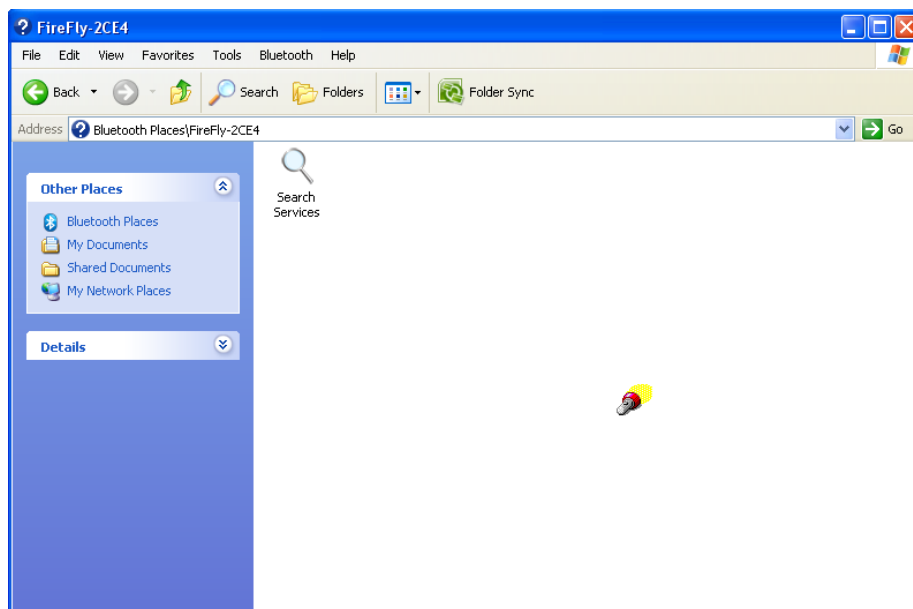 FireFly-2CE4
File Edit View Favorites Tools Bluetooth Help
Back Search Folders Folder Sync
Address Bluetooth Places\FireFly-2CE4 Go
Other Places
Bluetooth Places
My Documents
Shared Documents
My Network Places
Details
Search
Services